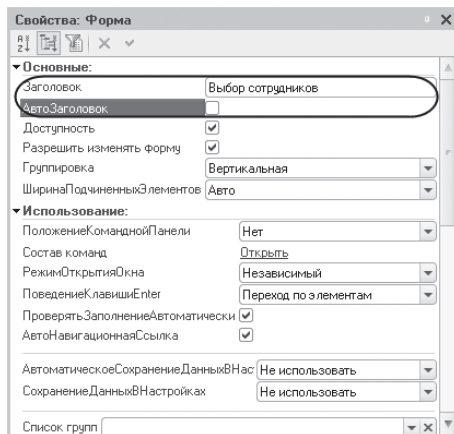 Свойства: Форма
Основные:
Заголовок Выбор сотрудников
АвтоЗаголовок
Доступность
Разрешить изменять форму
Группировка Вертикальная
ШиринаПодчиненныхЭлементов Авто
Использование:
ПоложениеКоманднойПанели Нет
Состав команд Открыть
РежимОткрытияОкна Независимый
ПоведениеКлавишиEnter Переход по элементам
ПроверятьЗаполнениеАвтоматически
АвтоНавигационнаяСсылка
АвтоматическоеСохранениеДанныхВНас Не использовать
СохранениеДанныхВНастройках Не использовать
Список групп